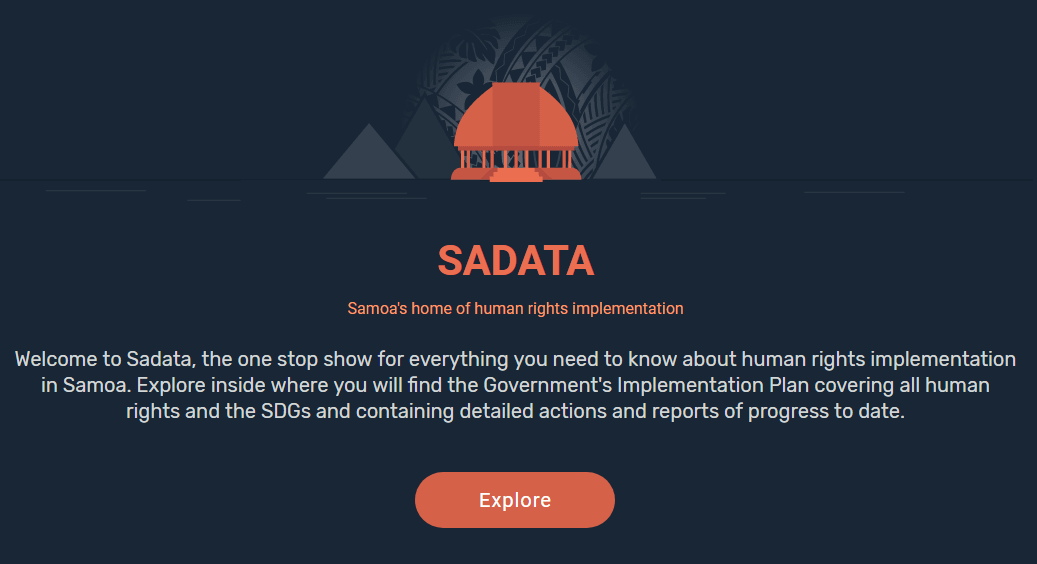 SADATA
Samoa's home of human rights implementation
Welcome to Sadata, the one stop show for everything you need to know about human rights implementation
in Samoa. Explore inside where you will find the Government's Implementation Plan covering all human
rights and the SDGs and containing detailed actions and reports of progress to date.
Explore